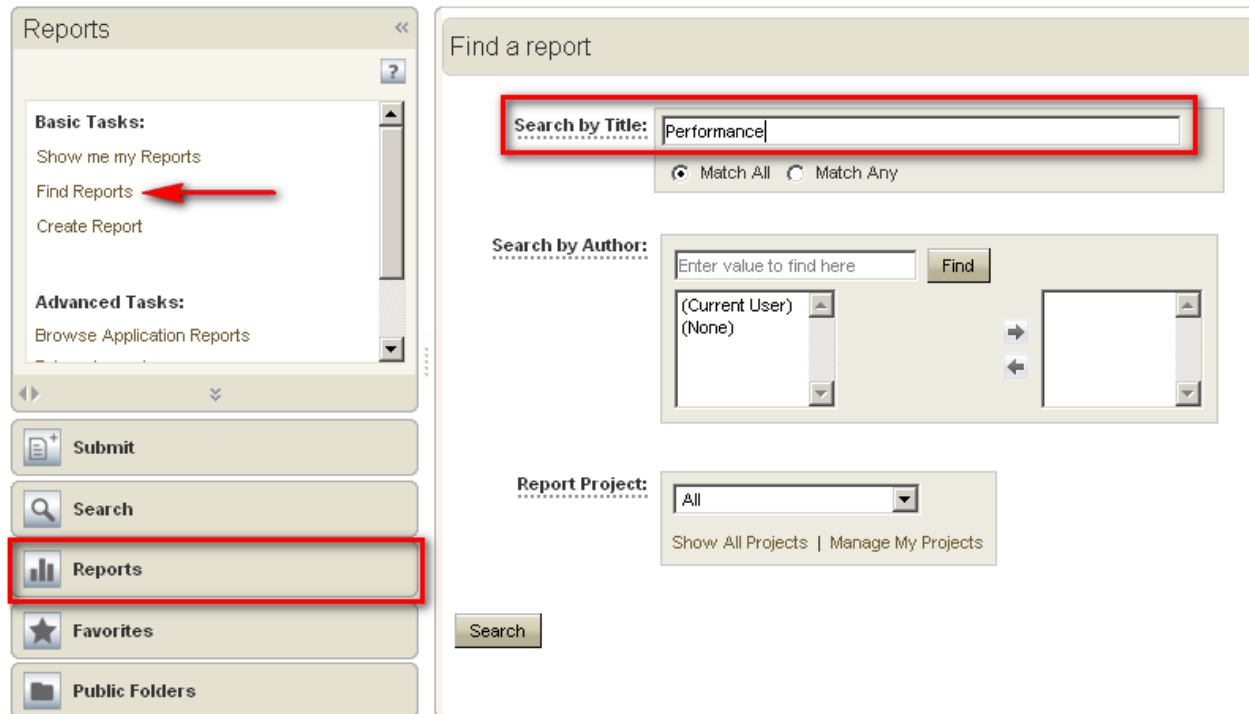 Reports
?
Basic Tasks:
Show me my Reports
Find Reports
Create Report
Advanced Tasks:
Browse Application Reports
Submit
Search
Reports
Favorites
Public Folders
Find a report
Search by Title:
Performance
Match All Match Any
Search by Author:
Enter value to find here
Find
(Current User)
(None)
Report Project:
All
Show All Projects | Manage My Projects
Search